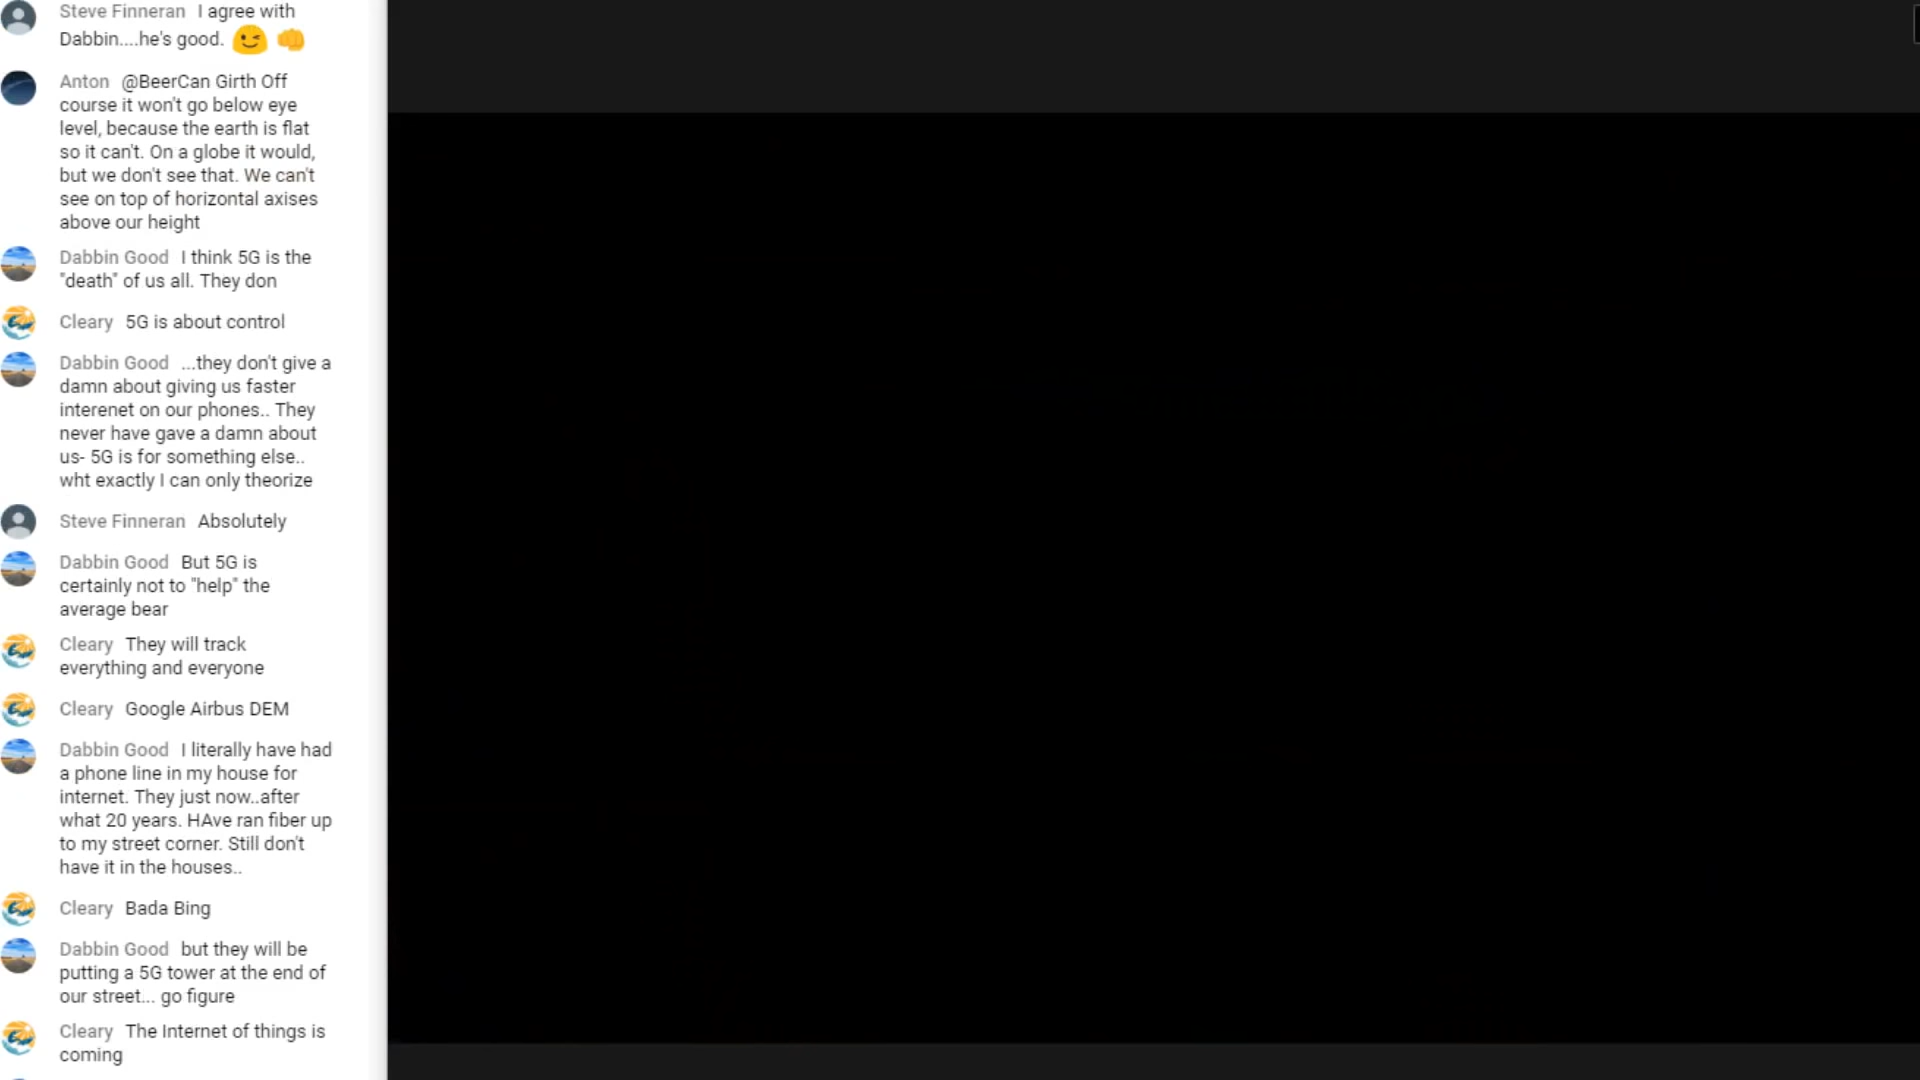 Steve Finneran I agree with
Dabbin....he's good. 😉 👊
Anton @BeerCan Girth Off
course it won't go below eye
level, because the earth is flat
so it can't. On a globe it would,
but we don't see that. We can't
see on top of horizontal axises
above our height
Dabbin Good I think 5G is the
"death" of us all. They don
Cleary 5G is about control
Dabbin Good ...they don't give a
damn about giving us faster
interenet on our phones.. They
never have gave a damn about
us- 5G is for something else..
wht exactly I can only theorize
Steve Finneran Absolutely
Dabbin Good But 5G is
certainly not to "help" the
average bear
Cleary They will track
everything and everyone
Cleary Google Airbus DEM
Dabbin Good I literally have had
a phone line in my house for
internet. They just now..after
what 20 years. HAve ran fiber up
to my street corner. Still don't
have it in the houses..
Cleary Bada Bing
Dabbin Good but they will be
putting a 5G tower at the end of
our street... go figure
Cleary The Internet of things is
coming